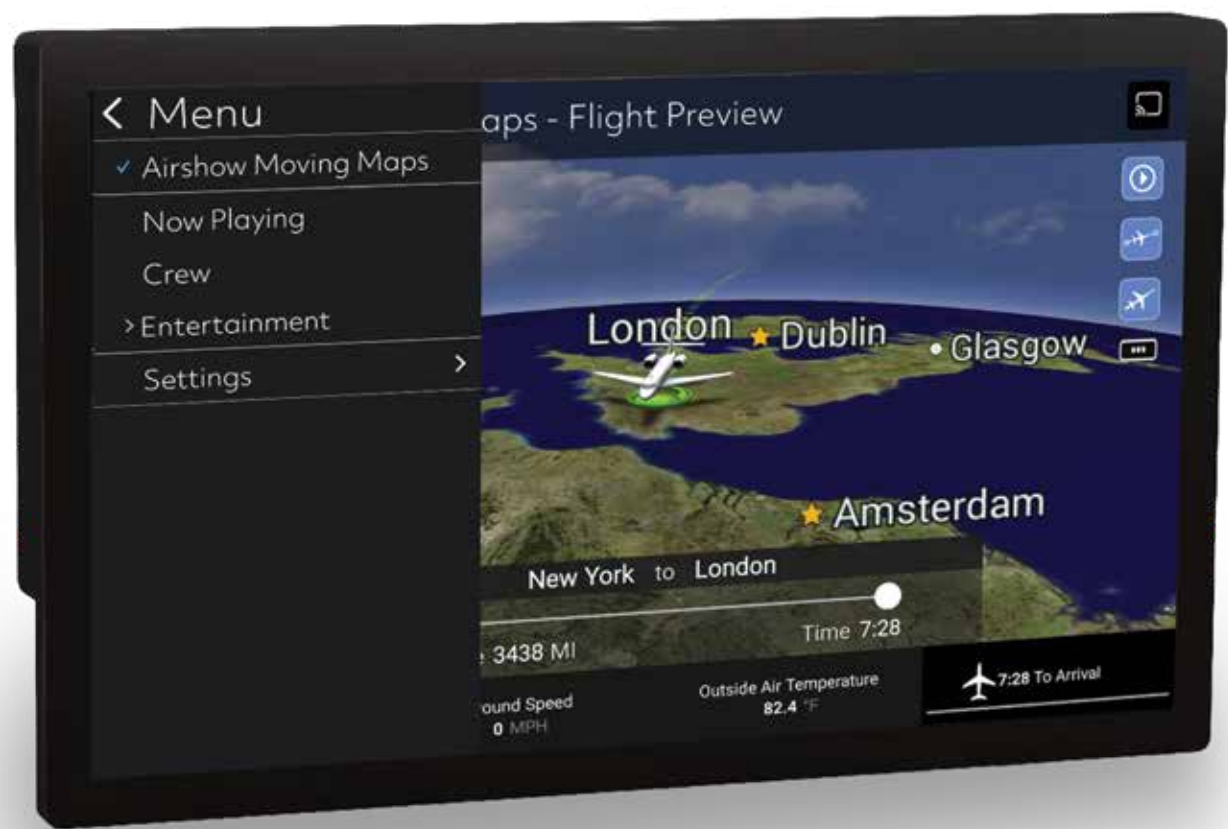 Menu
Airshow Moving Maps
Now Playing
Crew
Entertainment
Settings
aps - Flight Preview
London
Dublin
Glasgow
Amsterdam
New York to London
e 3438 MI
Time 7:28
ound Speed
0 MPH
Outside Air Temperature
82.4 °F
7:28 To Arrival